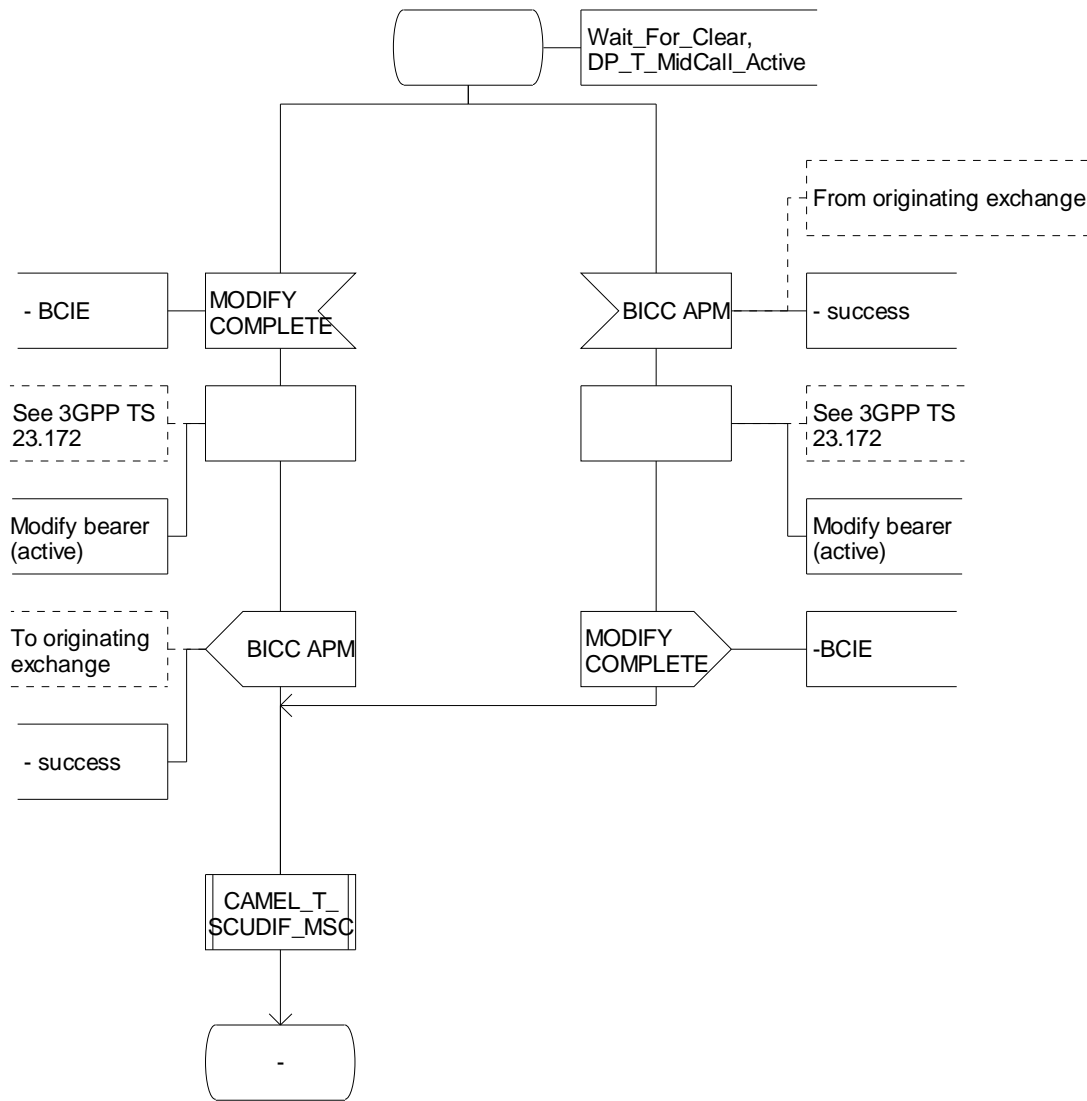 Wait_For_Clear,
DP_T_MidCall_Active
From originating exchange
- BCIE
MODIFY
COMPLETE
BICC APM
- success
See 3GPP TS
23.172
See 3GPP TS
23.172
Modify bearer
(active)
Modify bearer
(active)
To originating
exchange
BICC APM
MODIFY
COMPLETE
-BCIE
- success
CAMEL_T_
SCUDIF_MSC
-